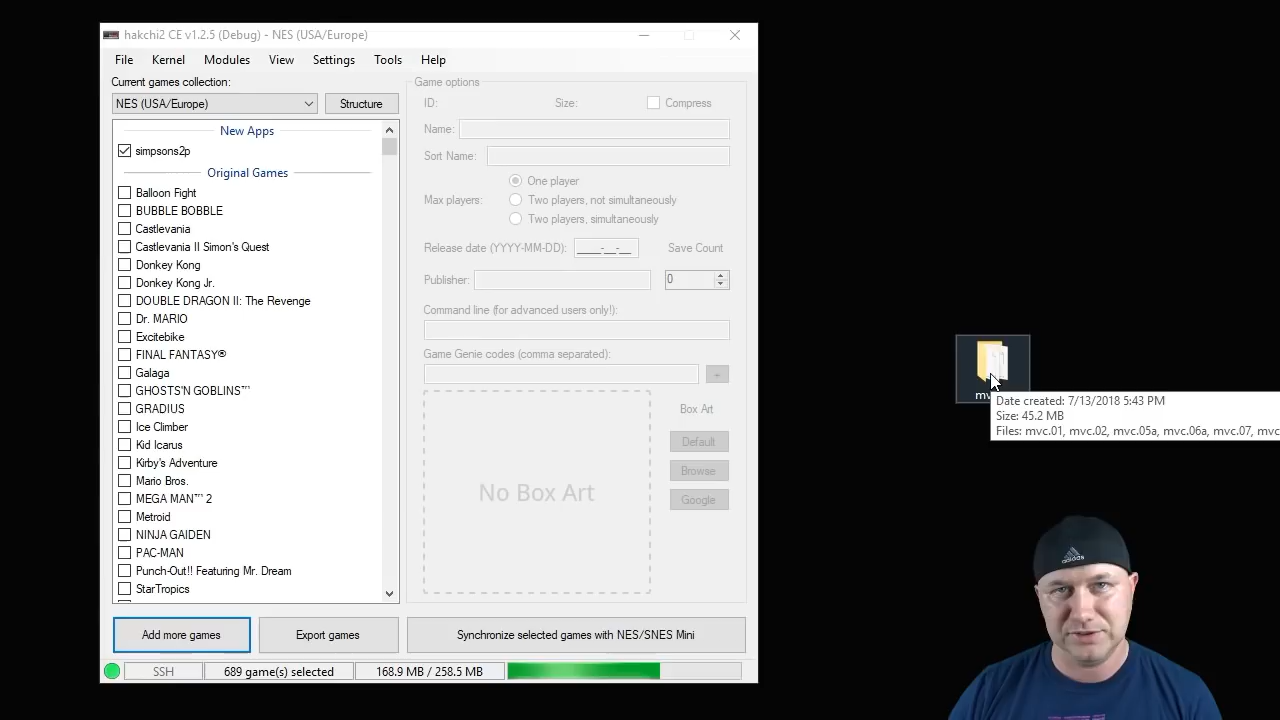 hakchi2 CE v1.2.5 (Debug) - NES (USA/Europe)
File Kernel Modules View Settings Tools Help
Current games collection:
NES (USA/Europe)
Structure
New Apps
simpsons2p
Original Games
Balloon Fight
BUBBLE BOBBLE
Castlevania
Castlevania II Simon's Quest
Donkey Kong
Donkey Kong Jr.
DOUBLE DRAGON II: The Revenge
Dr. MARIO
Excitebike
FINAL FANTASY®
Galaga
GHOSTS'N GOBLINS™
GRADIUS
Ice Climber
Kid Icarus
Kirby's Adventure
Mario Bros.
MEGA MAN™ 2
Metroid
NINJA GAIDEN
PAC-MAN
Punch-Out!! Featuring Mr. Dream
StarTropics
Add more games
Export games
Game options
ID: Size: Compress
Name:
Sort Name:
Max players:
One player
Two players, not simultaneously
Two players, simultaneously
Release date (YYYY-MM-DD): ____-__-__ Save Count
Publisher: 0
Command line (for advanced users only!):
Game Genie codes (comma separated):
+
No Box Art
Box Art
Default
Browse
Google
Synchronize selected games with NES/SNES Mini
SSH 689 game(s) selected 168.9 MB / 258.5 MB
Date created: 7/13/2018 5:43 PM
Size: 45.2 MB
Files: mvc.01, mvc.02, mvc.05a, mvc.06a, mvc.07, mvc
adidas